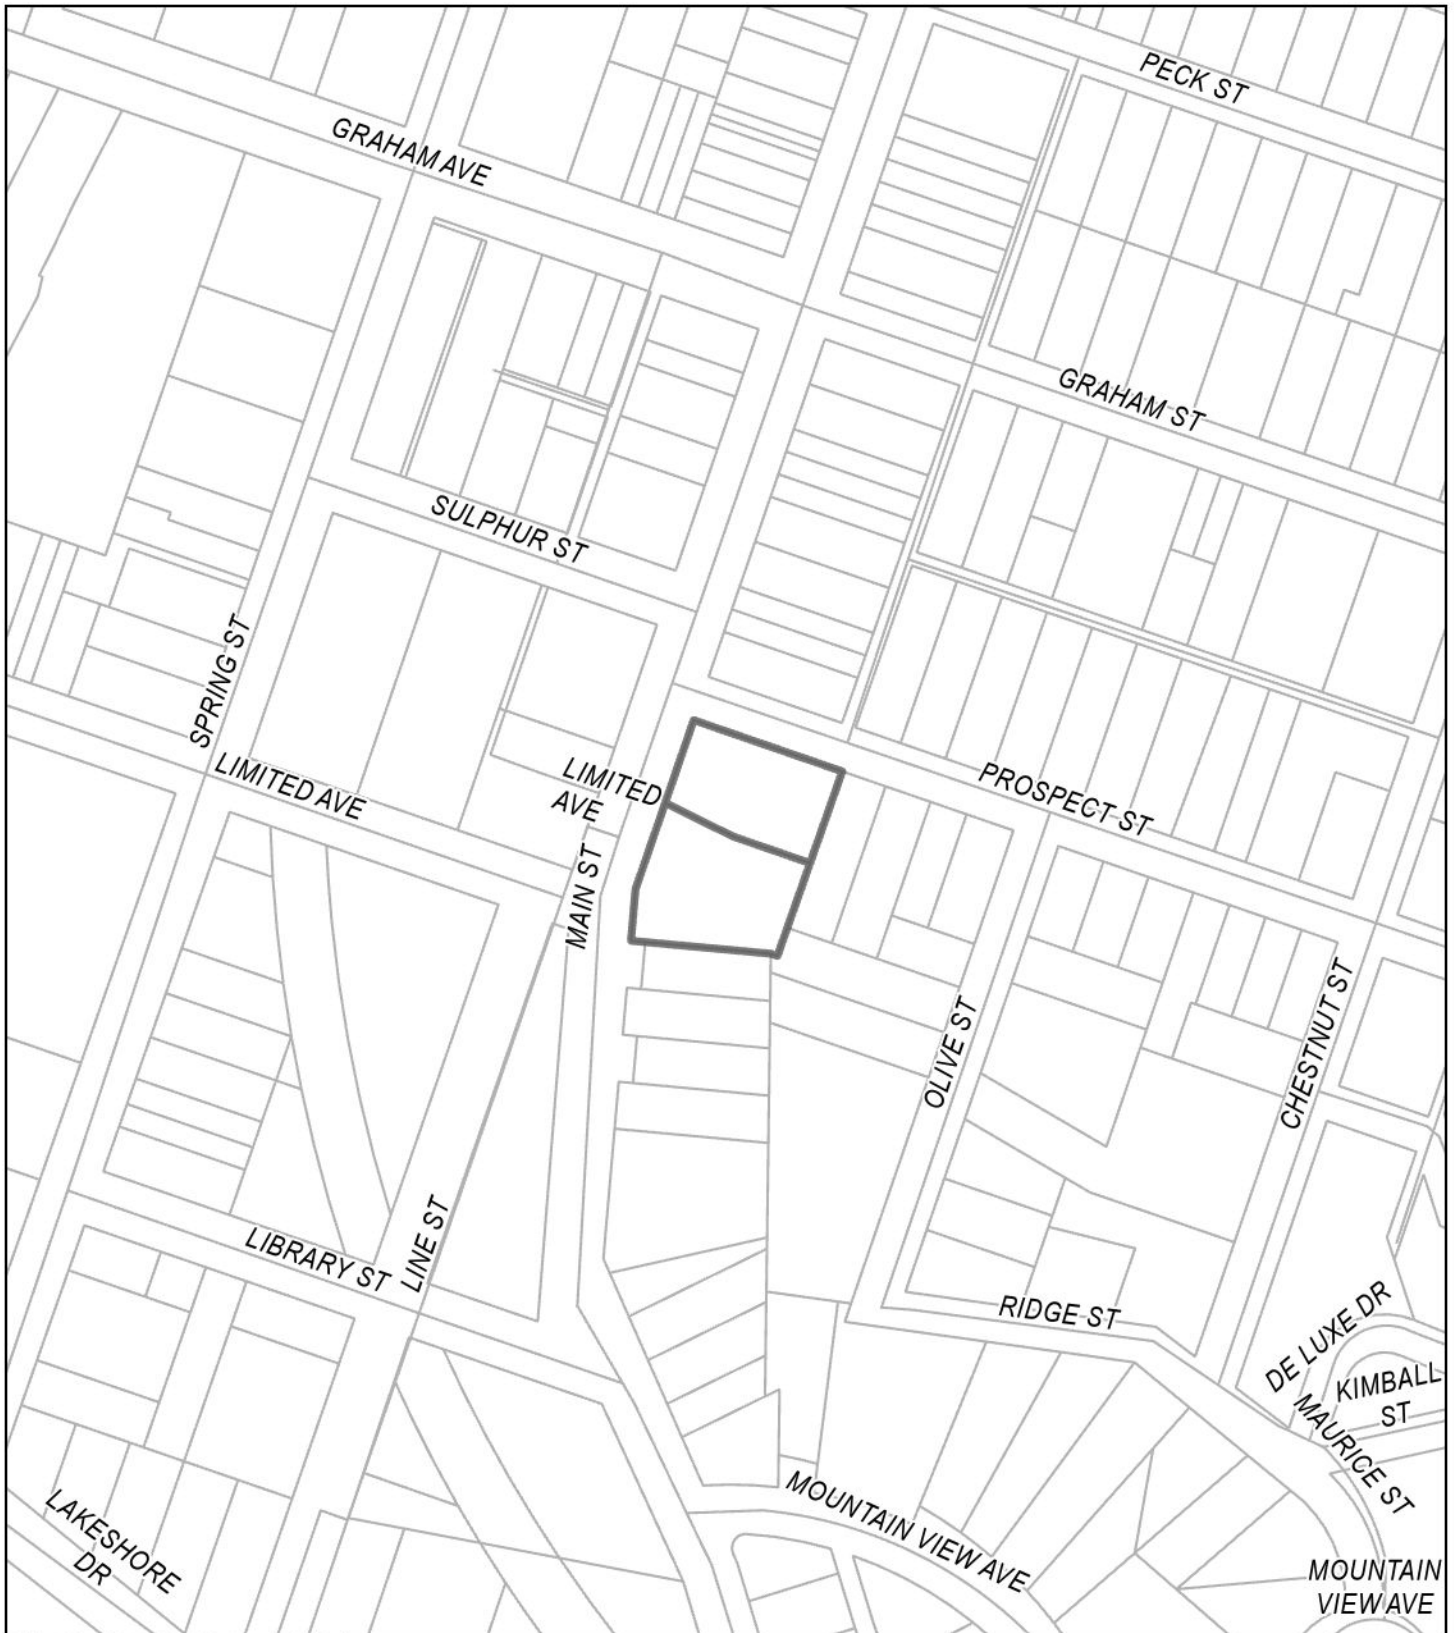 PECK ST
GRAHAM AVE
GRAHAM ST
SULPHUR ST
SPRING ST
LIMITED AVE
LIMITED
AVE
PROSPECT ST
MAIN ST
OLIVE ST
CHESTNUT ST
LINE ST
LIBRARY ST
RIDGE ST
DE LUXE DR
KIMBALL
ST
MAURICE ST
MOUNTAIN VIEW AVE
LAKESHORE
DR
MOUNTAIN
VIEW AVE